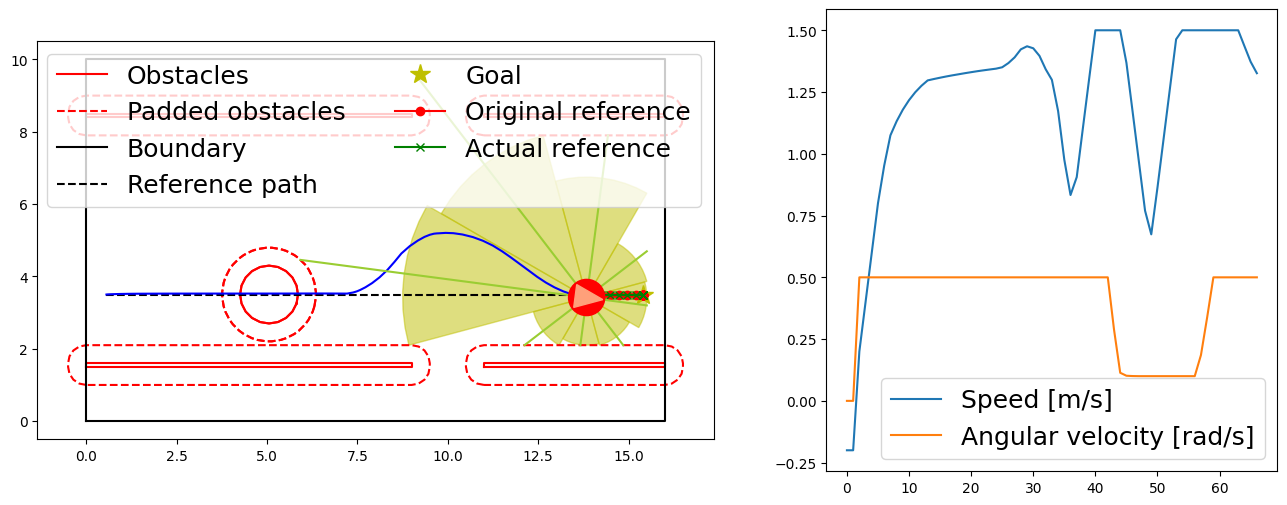 Obstacles
Padded obstacles
Boundary
Reference path
Goal
Original reference
Actual reference
10
8
6
4
2
0
0.0 2.5 5.0 7.5 10.0 12.5 15.0
1.50
1.25
1.00
0.75
0.50
0.25
0.00
−0.25
Speed [m/s]
Angular velocity [rad/s]
0 10 20 30 40 50 60